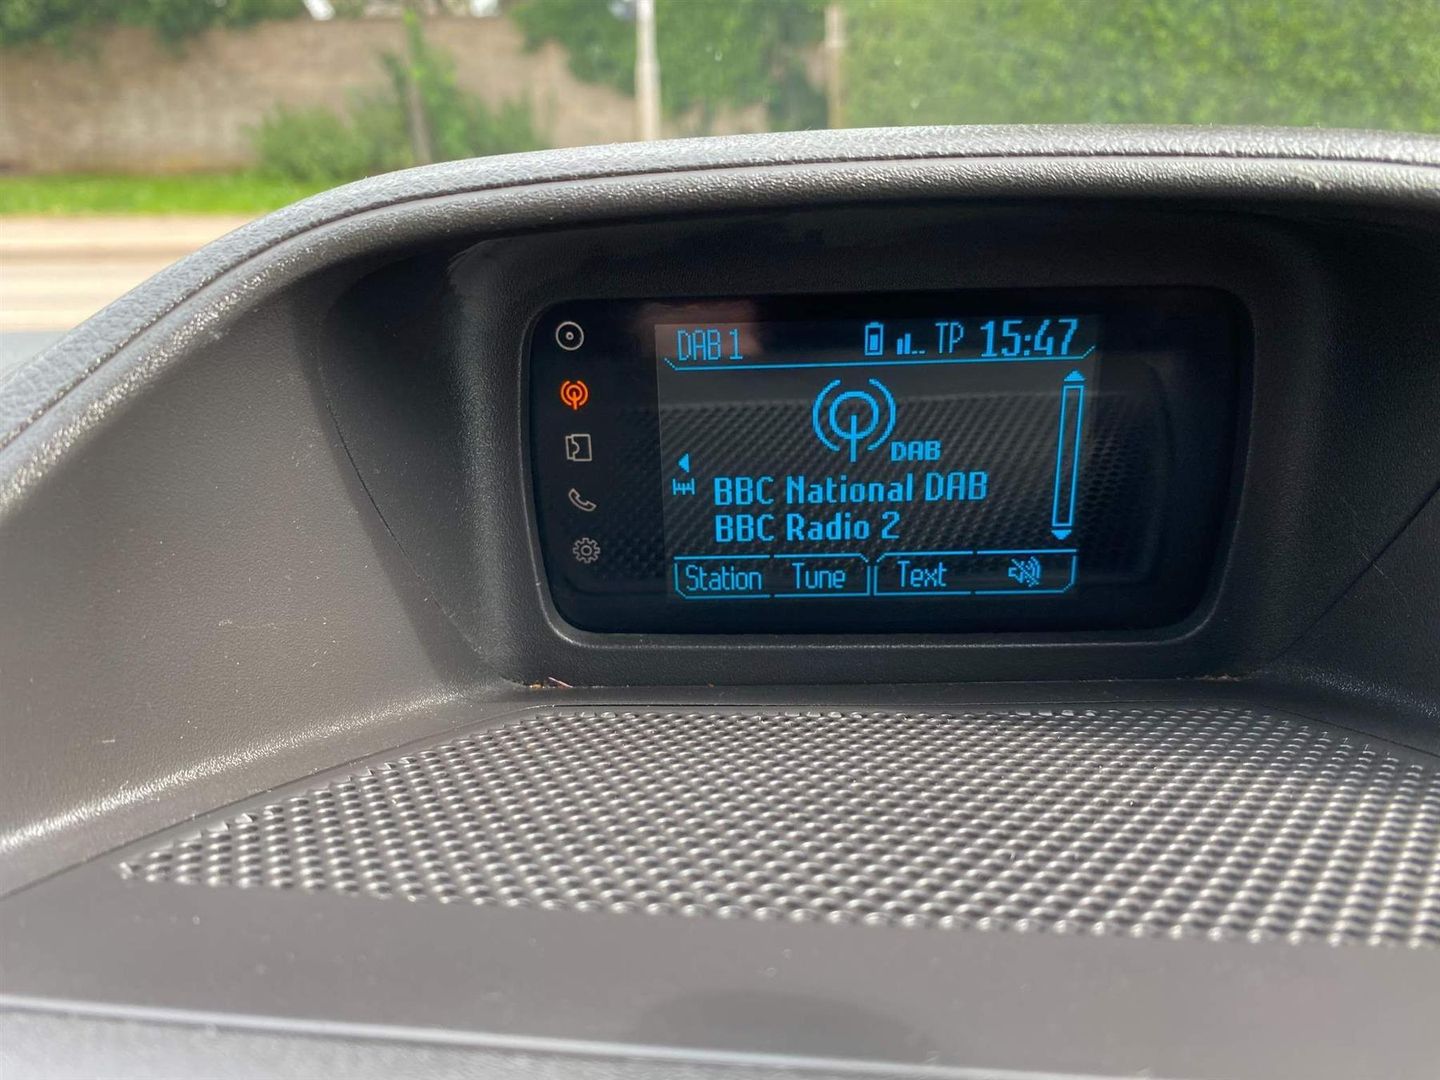 DAB 1 TP 15:47
DAB
BBC National DAB
BBC Radio 2
Station Tune Text